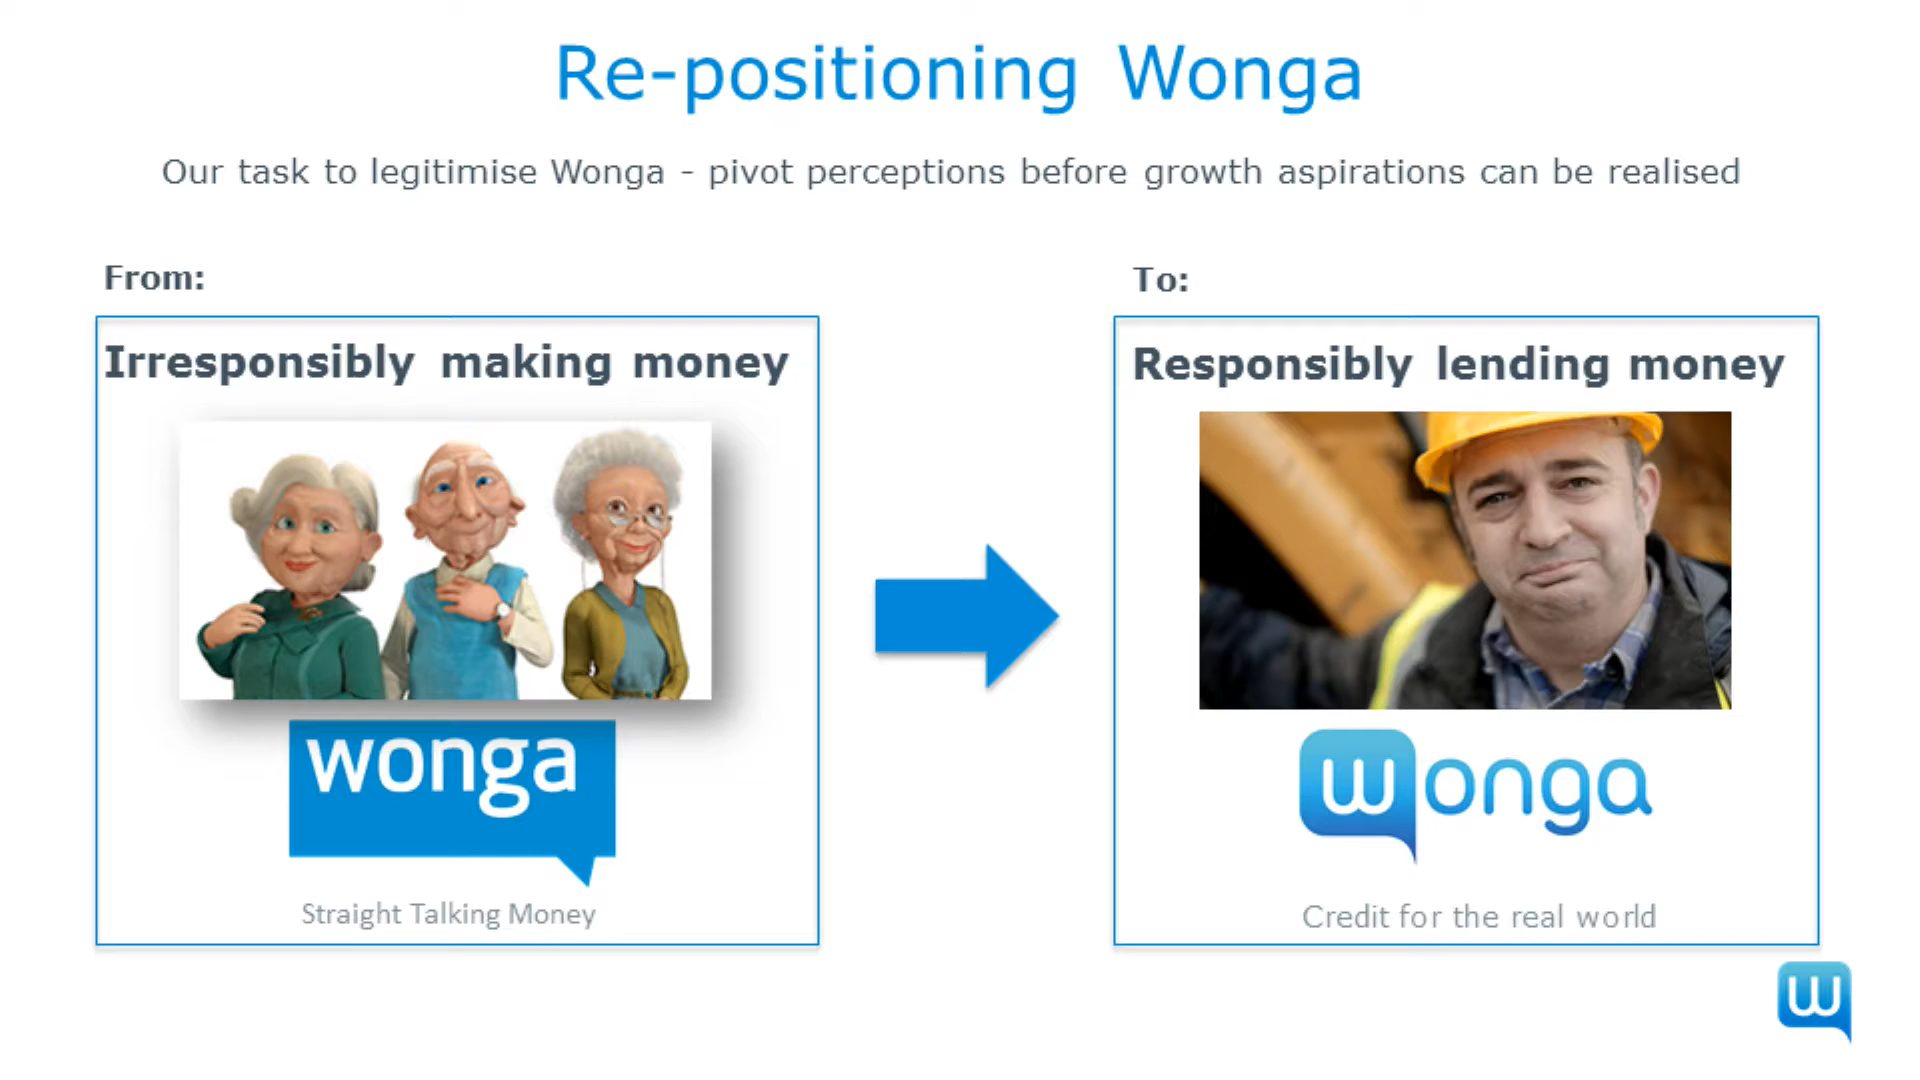 Re-positioning Wonga
Our task to legitimise Wonga - pivot perceptions before growth aspirations can be realised
From:
Irresponsibly making money
wonga
Straight Talking Money
To:
Responsibly lending money
wonga
Credit for the real world
w